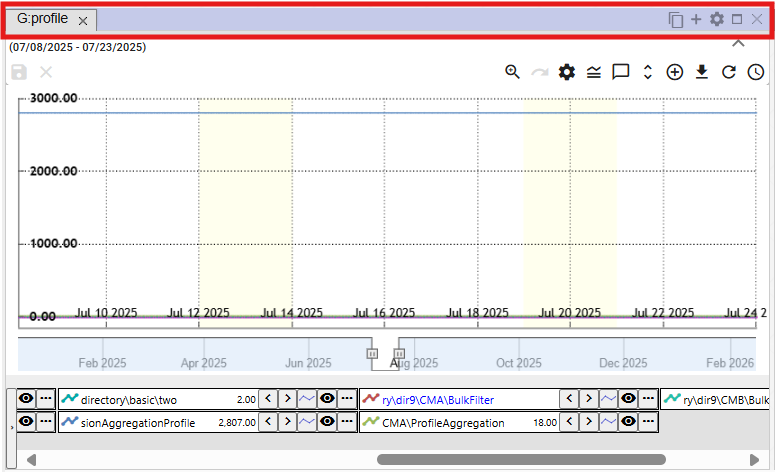 G:profile
(07/08/2025 - 07/23/2025)
3000.00
2000.00
1000.00
0.00
Jul 10 2025 Jul 12 2025 Jul 14 2025 Jul 16 2025 Jul 18 2025 Jul 20 2025 Jul 22 2025 Jul 24 2
Feb 2025 Apr 2025 Jun 2025 Aug 2025 Oct 2025 Dec 2025 Feb 2026
directory\basic\two 2.00 ry\dir9\CMA\BulkFilter ry\dir9\CMB\Bulk
sionAggregationProfile 2,807.00 CMA\ProfileAggregation 18.00